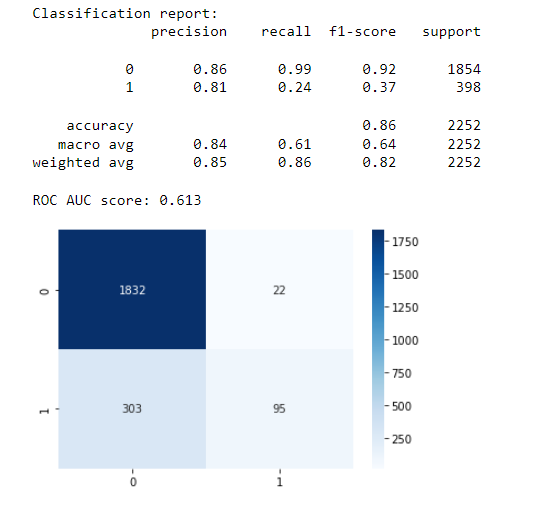 Classification report:
precision recall f1-score support
0 0.86 0.99 0.92 1854
1 0.81 0.24 0.37 398
accuracy 0.86 2252
macro avg 0.84 0.61 0.64 2252
weighted avg 0.85 0.86 0.82 2252
ROC AUC score: 0.613
1750
1500
1250
1000
750
500
250
0 1832 22
1 303 95
0 1